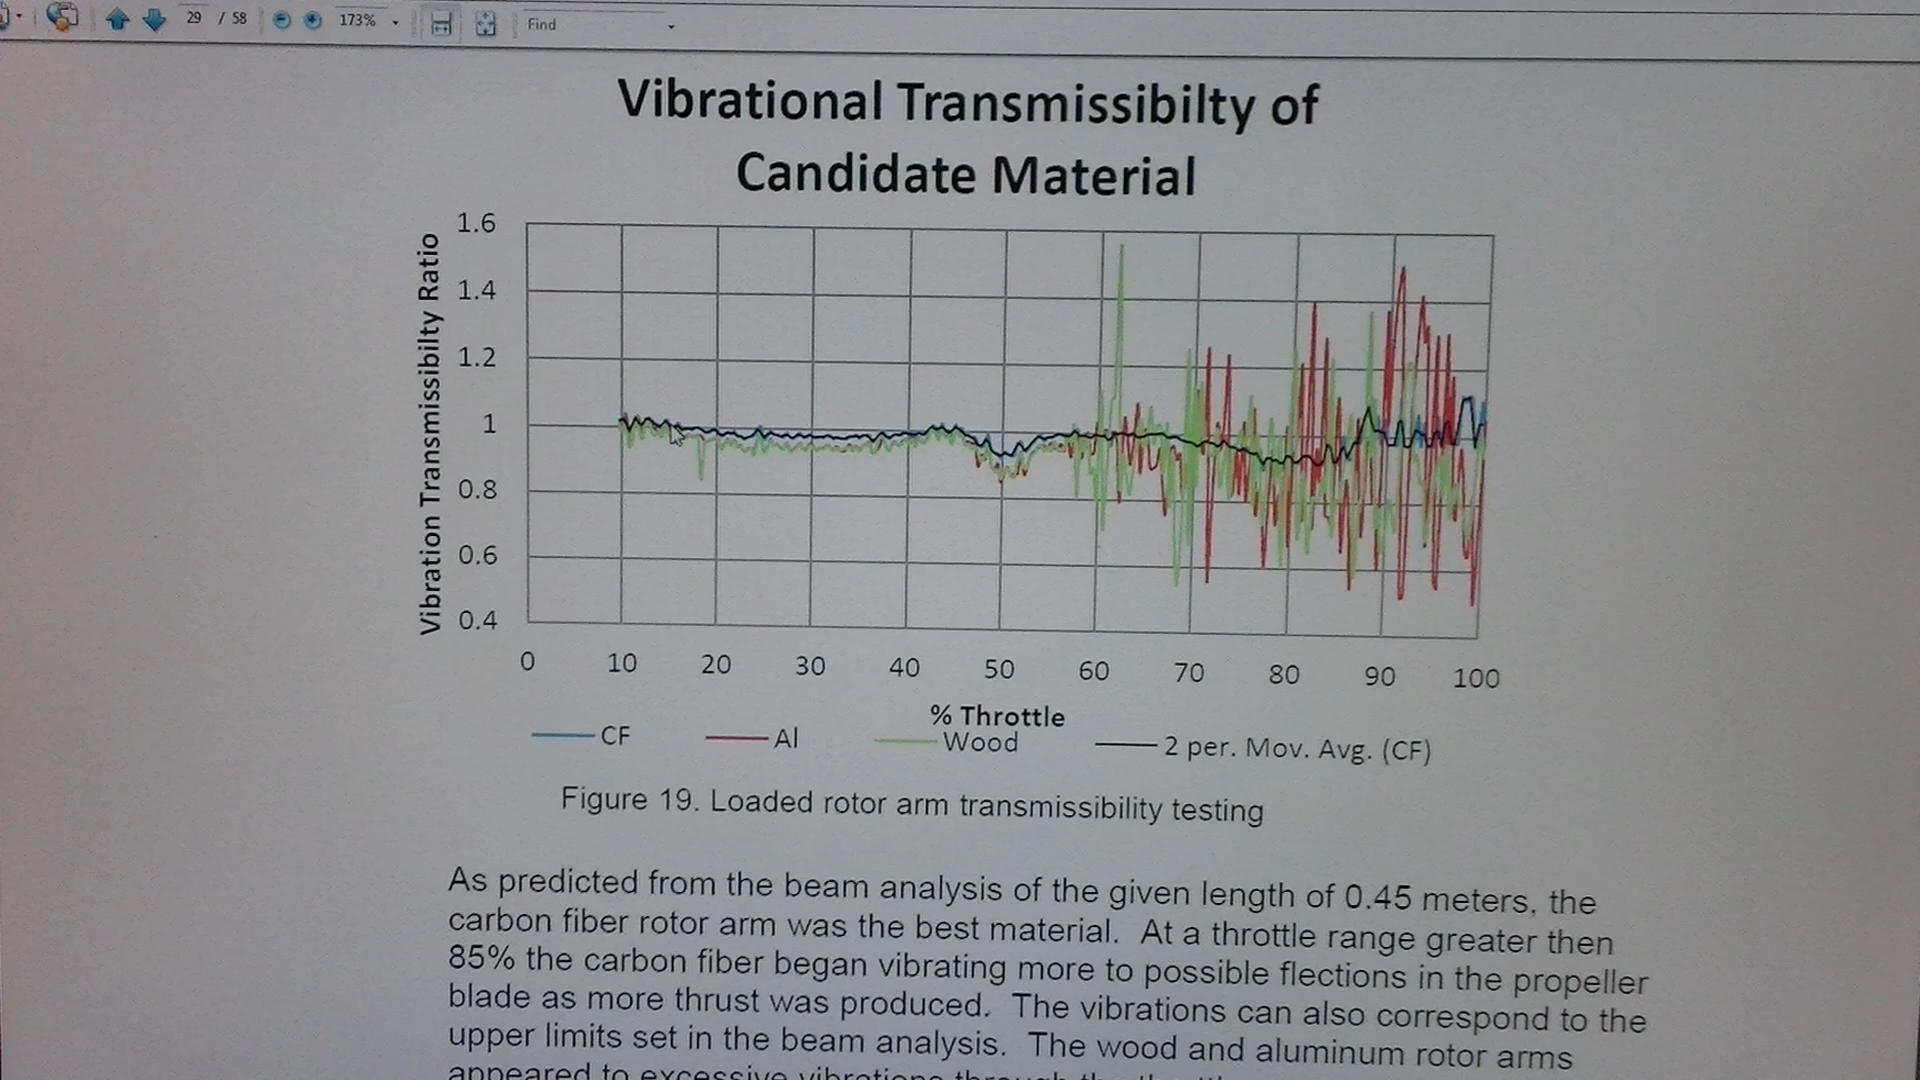 29 / 58 173% Find
Vibrational Transmissibilty of
Candidate Material
Vibration Transmissibilty Ratio
1.6
1.4
1.2
1
0.8
0.6
0.4
0 10 20 30 40 50 60 70 80 90 100
% Throttle
CF Al Wood 2 per. Mov. Avg. (CF)
Figure 19. Loaded rotor arm transmissibility testing
As predicted from the beam analysis of the given length of 0.45 meters, the
carbon fiber rotor arm was the best material. At a throttle range greater then
85% the carbon fiber began vibrating more to possible flections in the propeller
blade as more thrust was produced. The vibrations can also correspond to the
upper limits set in the beam analysis. The wood and aluminum rotor arms
appeared to excessive vibrations through the